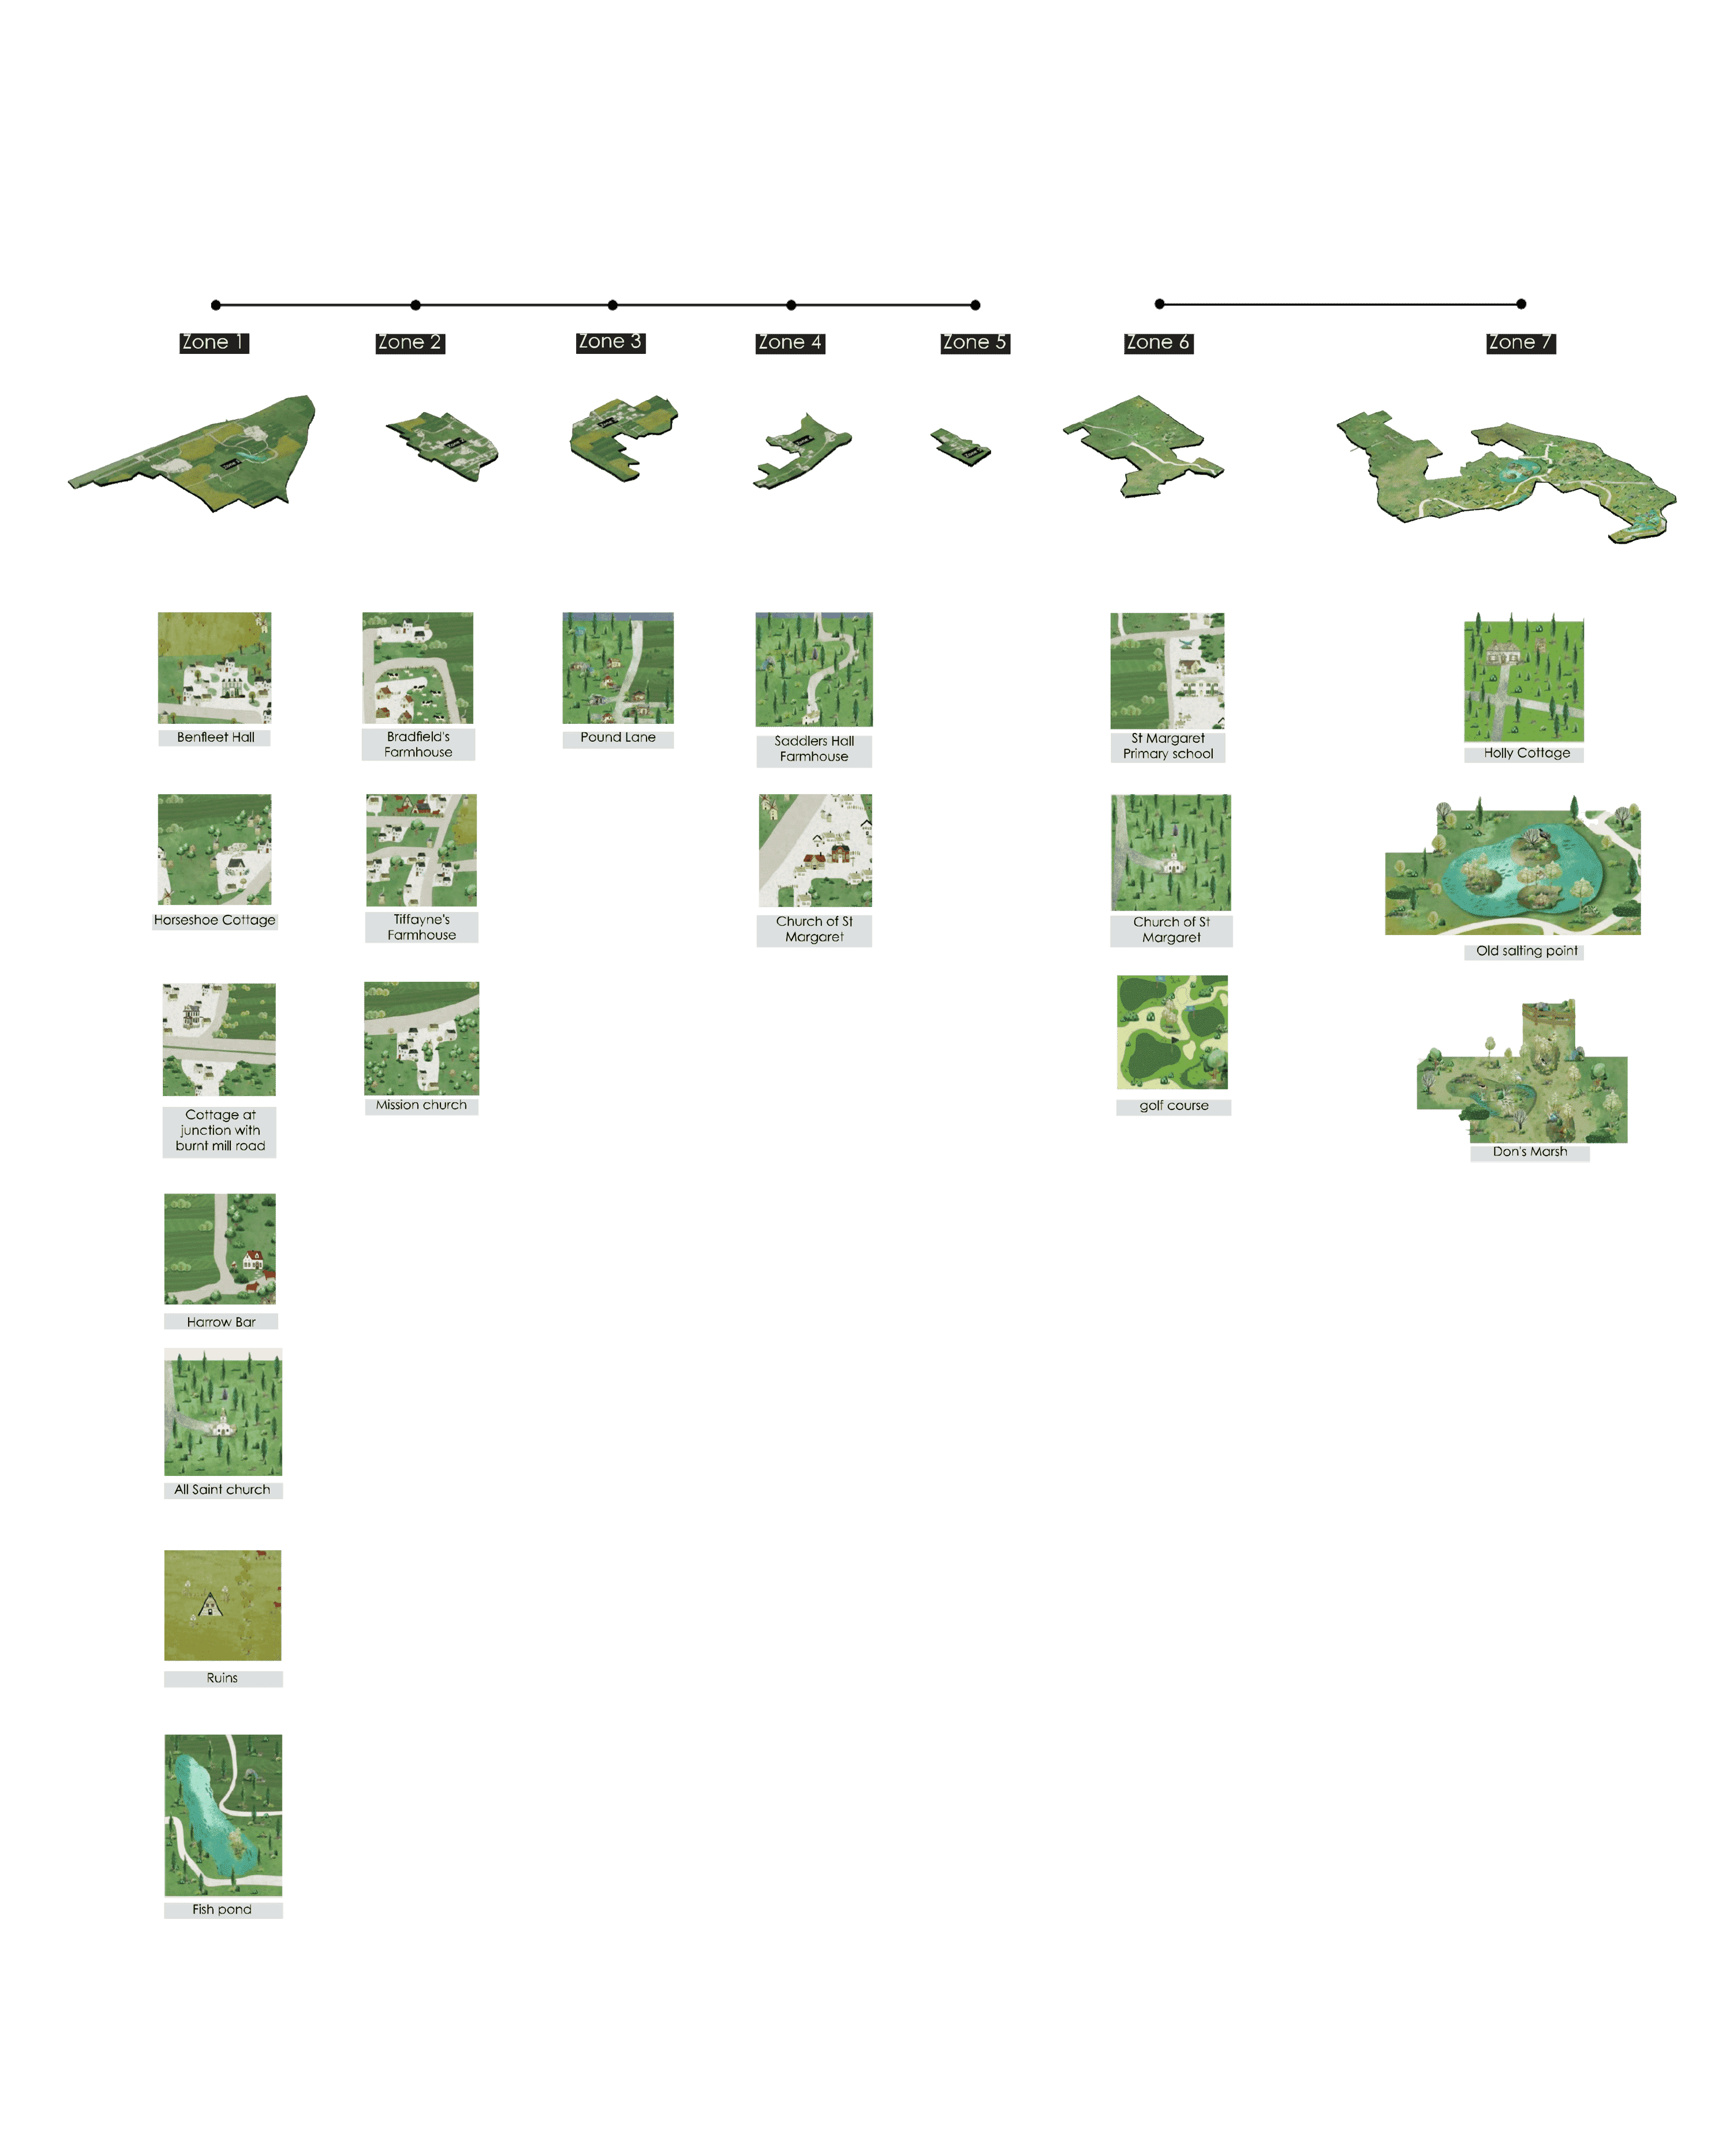 Zone 1
Zone 2
Zone 3
Zone 4
Zone 5
Zone 6
Zone 7
Benfleet Hall
Bradfield's
Farmhouse
Pound Lane
Saddlers Hall
Farmhouse
St Margaret
Primary school
Holly Cottage
Horseshoe Cottage
Tiffayne's
Farmhouse
Church of St
Margaret
Church of St
Margaret
Old salting point
Cottage at
junction with
burnt mill road
Mission church
golf course
Don's Marsh
Harrow Bar
All Saint church
Ruins
Fish pond